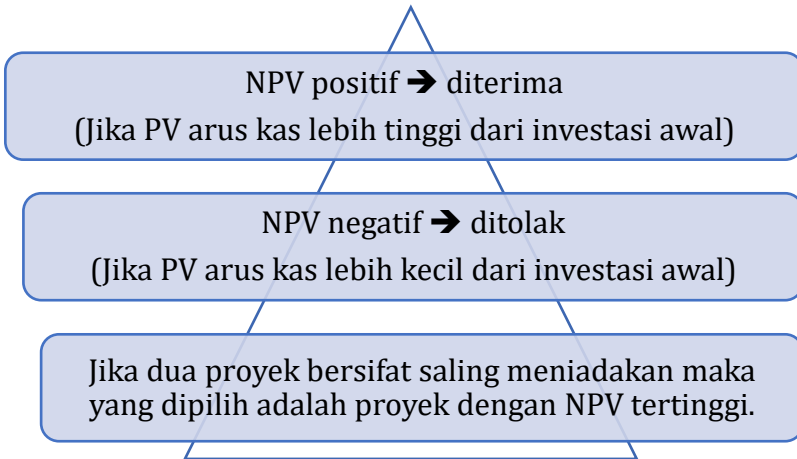 NPV positif ➔ diterima
(Jika PV arus kas lebih tinggi dari investasi awal)
NPV negatif ➔ ditolak
(Jika PV arus kas lebih kecil dari investasi awal)
Jika dua proyek bersifat saling meniadakan maka
yang dipilih adalah proyek dengan NPV tertinggi.